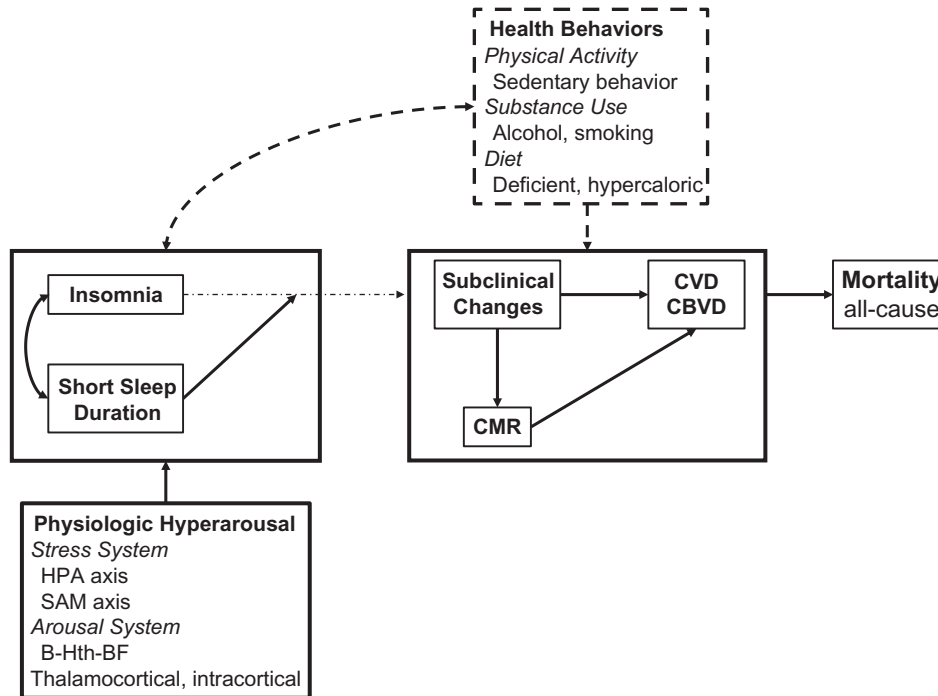 Health Behaviors
Physical Activity
Sedentary behavior
Substance Use
Alcohol, smoking
Diet
Deficient, hypercaloric
Insomnia
Short Sleep
Duration
Subclinical
Changes
CVD
CBVD
CMR
Mortality
all-cause
Physiologic Hyperarousal
Stress System
HPA axis
SAM axis
Arousal System
B-Hth-BF
Thalamocortical, intracortical